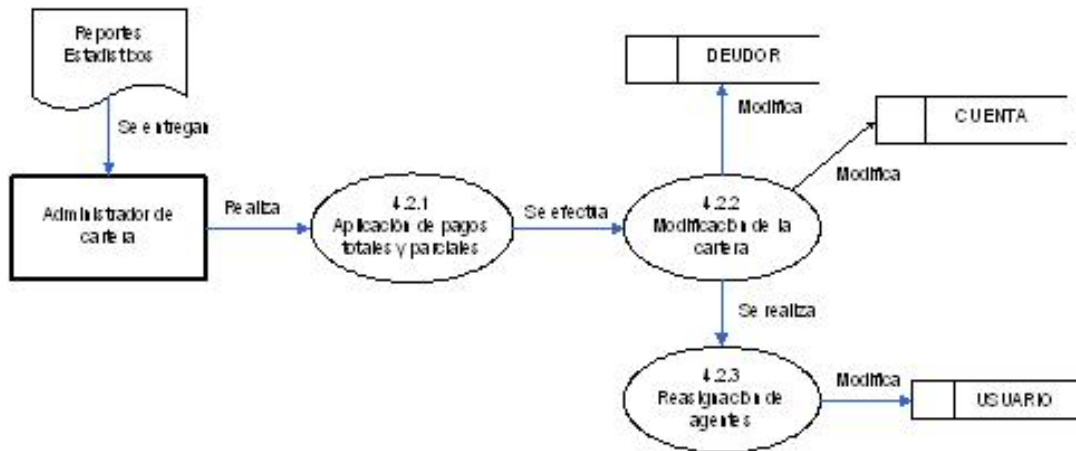 Reportes
Estadisticos
Se entregan
Administrador de
cartera
Realiza
4.2.1
Aplicación de pagos
totales y parciales
Se efectúa
4.2.2
Modificación de la
cartera
Modifica
DEUDOR
Modifica
CUENTA
Se realiza
4.2.3
Reasignación de
agentes
Modifica
USUARIO